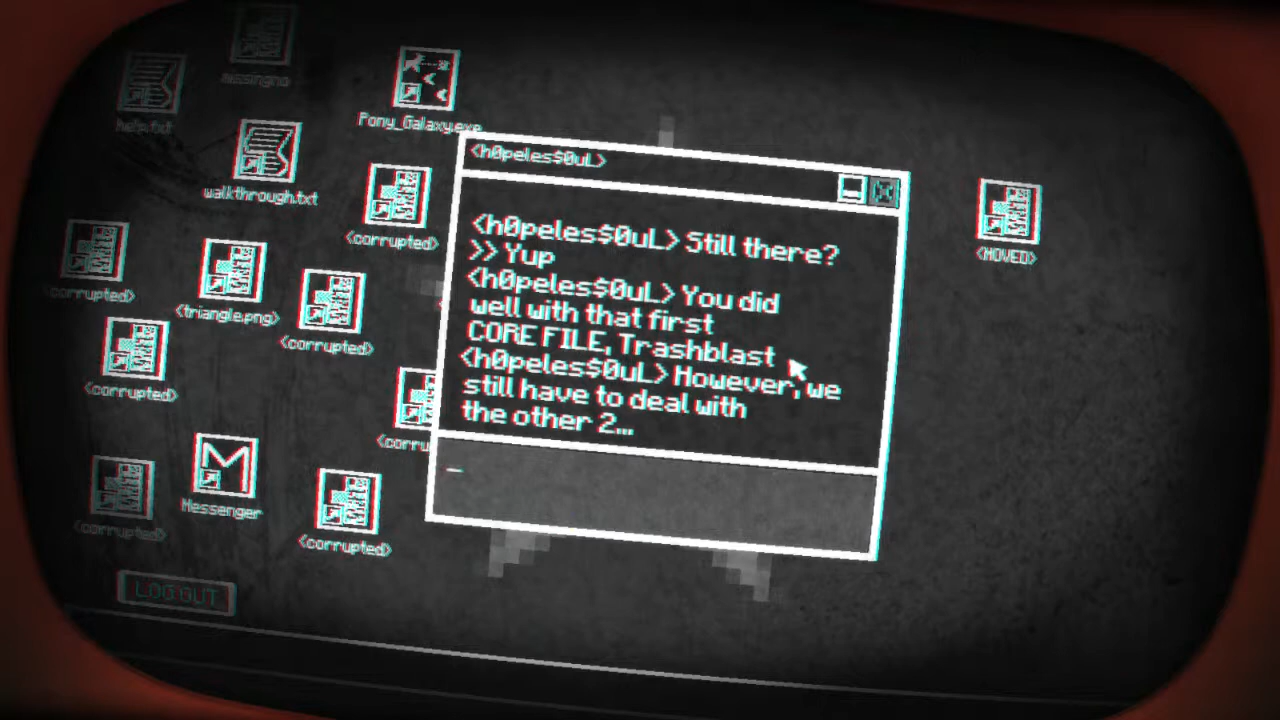 missingno
help.txt
Pony_Galaxy.exe
walkthrough.txt
<corrupted>
<corrupted>
<triangle.png>
<corrupted>
<corrupted>
<corru
Messenger
<corrupted>
<corrupted>
LOGOUT
<h0peles$0uL>
<h0peles$0uL> Still there?
>> Yup
<h0peles$0uL> You did
well with that first
CORE FILE, Trashblast
<h0peles$0uL> However, we
still have to deal with
the other 2...
_
<MOVED>